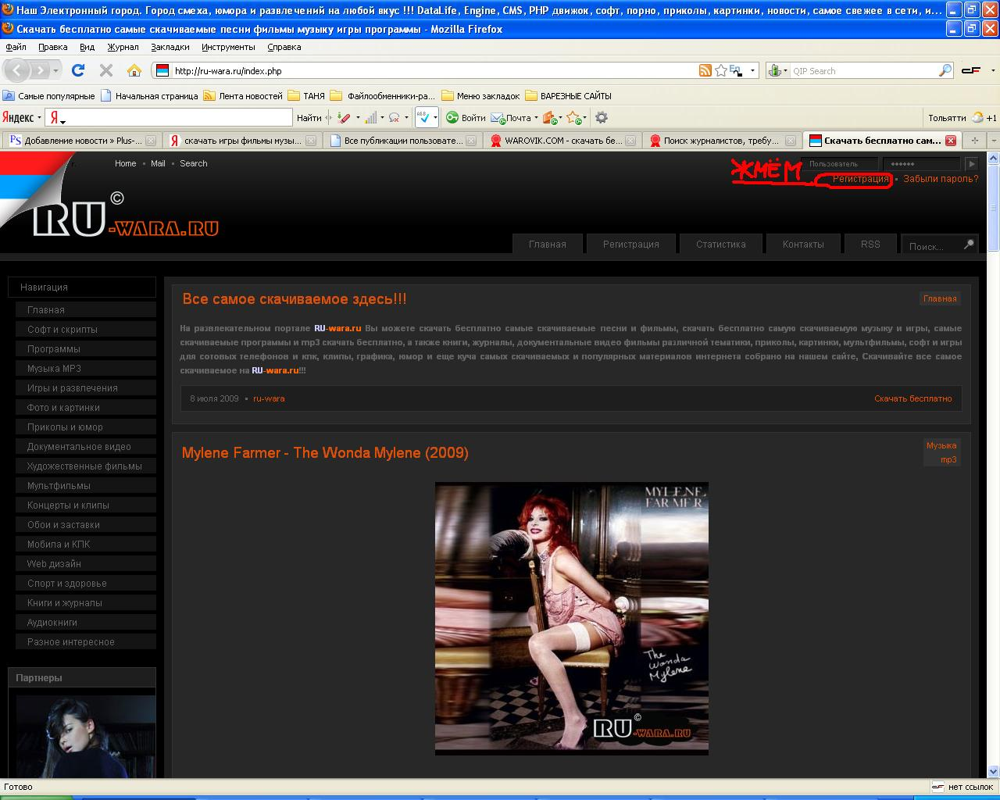 Наш Электронный город. Город смеха, юмора и развлечений на любой вкус !!! DataLife, Engine, CMS, PHP движок, софт, порно, приколы, картинки, новости, самое свежее в сети, и...
Скачать бесплатно самые скачиваемые песни фильмы музыку игры программы - Mozilla Firefox
Файл Правка Вид Журнал Закладки Инструменты Справка
http://ru-wara.ru/index.php
QIP Search
Самые популярные Начальная страница Лента новостей ТАНЯ Файлообменники-ра... Меню закладок ВАРЕЗНЫЕ САЙТЫ
Яндекс Я Найти АБВ Войти Почта Тольятти +1
Добавление новости » Plus-... скачать игры фильмы музы... Все публикации пользовате... WAROVIK.COM - скачать бе... Поиск журналистов, требу... Скачать бесплатно сам...
Home Mail Search
ЖМЁМ
Пользователь ••••••
Регистрация Забыли пароль?
RU©-WARA.RU
Главная Регистрация Статистика Контакты RSS Поиск...
Навигация
Главная
Софт и скрипты
Программы
Музыка MP3
Игры и развлечения
Фото и картинки
Приколы и юмор
Документальное видео
Художественные фильмы
Мультфильмы
Концерты и клипы
Обои и заставки
Мобила и КПК
Web дизайн
Спорт и здоровье
Книги и журналы
Аудиокниги
Разное интересное
Партнеры
Все самое скачиваемое здесь!!!
Главная
На развлекательном портале RU-wara.ru Вы можете скачать бесплатно самые скачиваемые песни и фильмы, скачать бесплатно самую скачиваемую музыку и игры, самые
скачиваемые программы и mp3 скачать бесплатно, а также книги, журналы, документальные видео фильмы различной тематики, приколы, картинки, мультфильмы, софт и игры
для сотовых телефонов и кпк, клипы, графика, юмор и еще куча самых скачиваемых и популярных материалов интернета собрано на нашем сайте, Скачивайте все самое
скачиваемое на RU-wara.ru!!!
8 июля 2009 • ru-wara
Скачать бесплатно
Mylene Farmer - The Wonda Mylene (2009)
Музыка
mp3
MYLENE
FARMER
The
Wonda
Mylene
RU©-WARA.RU
Готово
нет ссылок